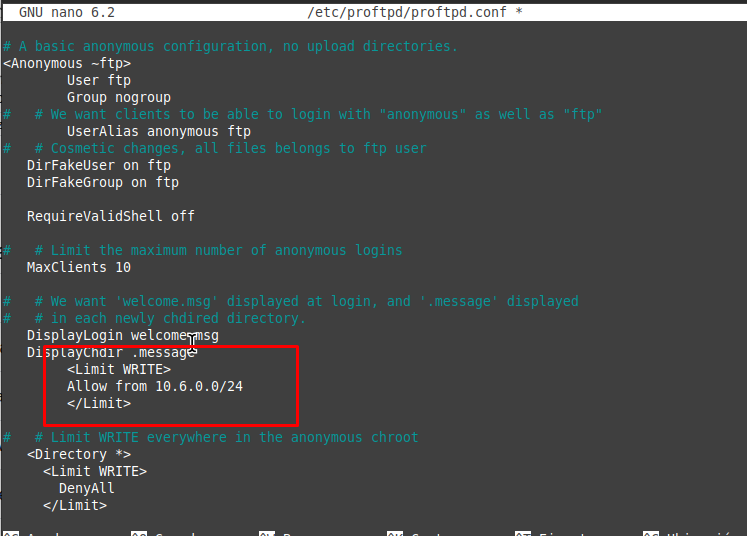 GNU nano 6.2 /etc/proftpd/proftpd.conf *
# A basic anonymous configuration, no upload directories.
<Anonymous ~ftp>
User ftp
Group nogroup
# # We want clients to be able to login with "anonymous" as well as "ftp"
UserAlias anonymous ftp
# # Cosmetic changes, all files belongs to ftp user
DirFakeUser on ftp
DirFakeGroup on ftp
RequireValidShell off
# # Limit the maximum number of anonymous logins
MaxClients 10
# # We want 'welcome.msg' displayed at login, and '.message' displayed
# # in each newly chdired directory.
DisplayLogin welcome.msg
DisplayChdir .message
<Limit WRITE>
Allow from 10.6.0.0/24
</Limit>
# # Limit WRITE everywhere in the anonymous chroot
<Directory *>
<Limit WRITE>
DenyAll
</Limit>